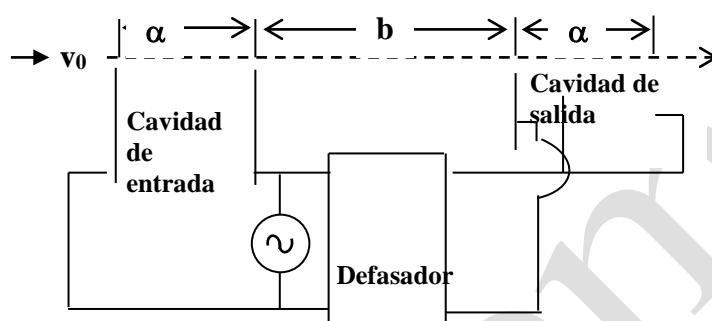 α b α
v0
Cavidad de
salida
Cavidad
de
entrada
Defasador